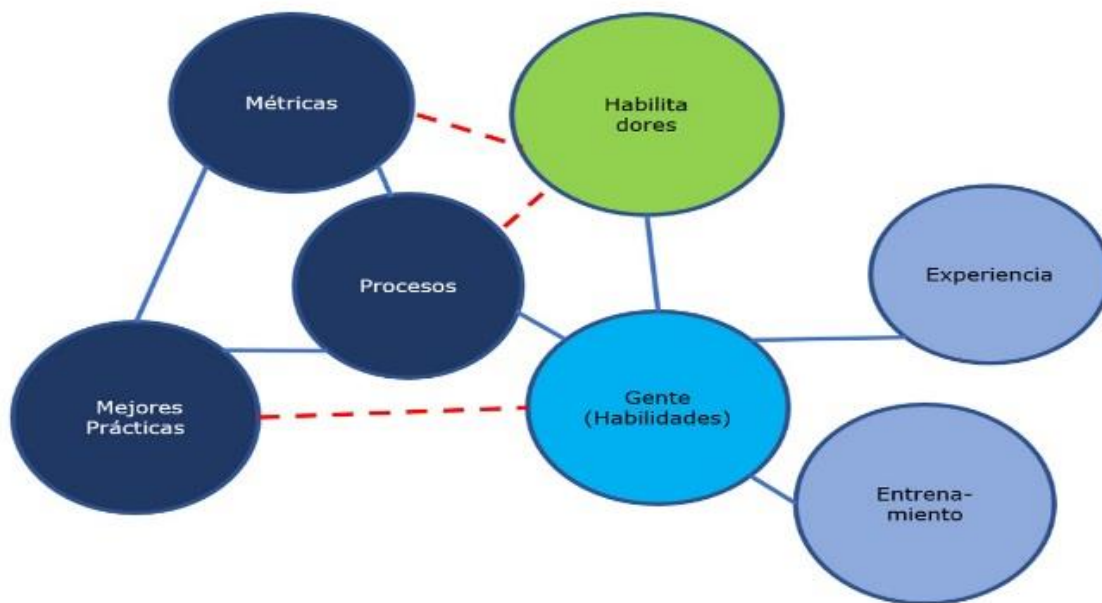 Métricas
Habilita
dores
Procesos
Experiencia
Mejores
Prácticas
Gente
(Habilidades)
Entrena-
miento